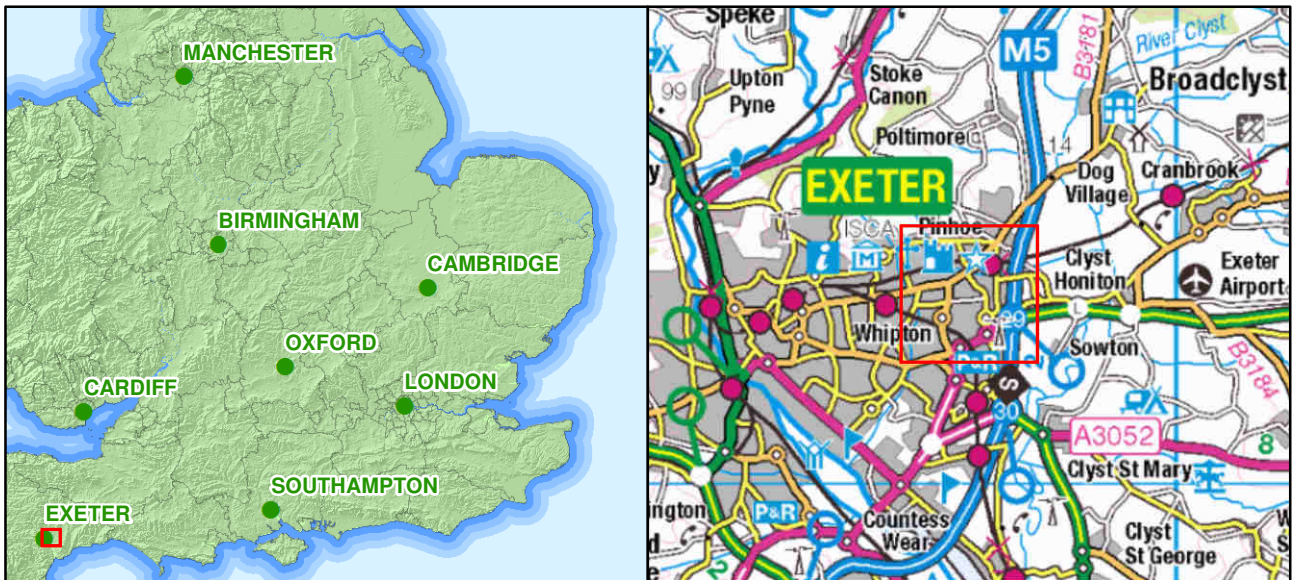 MANCHESTER
BIRMINGHAM
CAMBRIDGE
OXFORD
CARDIFF
LONDON
SOUTHAMPTON
EXETER
Speke
M5
B3181
River Clyst
Upton
Pyne
99
Stoke
Canon
Broadclyst
Poltimore
14
EXETER
Dog
Village
Cranbrook
ISCA
Pinhoe
i
M
Clyst
Honiton
Exeter
Airport
L
29
Whipton
Sowton
P&R
B3184
S
30
A3052
8
Clyst St Mary
ington
P&R
Countess
Wear
Clyst
St George
2